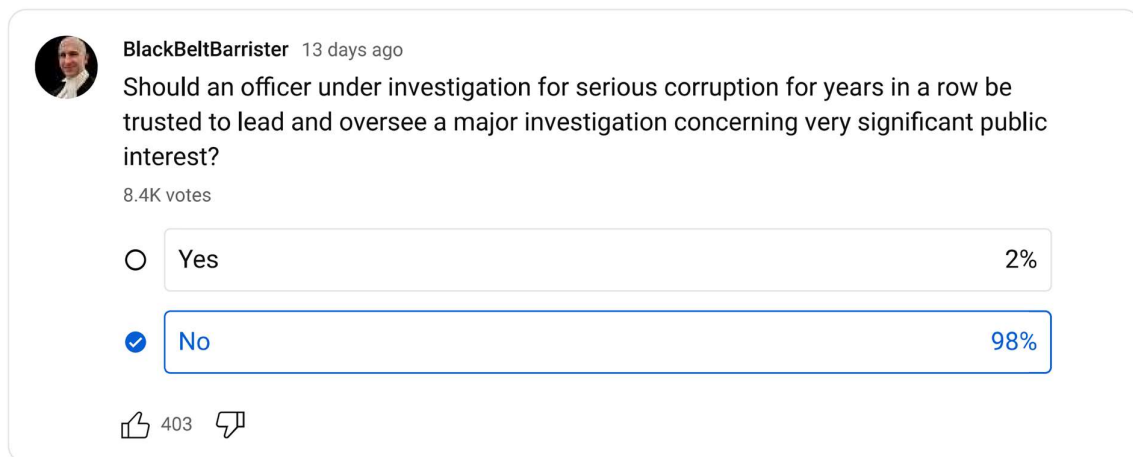 BlackBeltBarrister 13 days ago
Should an officer under investigation for serious corruption for years in a row be
trusted to lead and oversee a major investigation concerning very significant public
interest?
8.4K votes
Yes 2%
No 98%
403